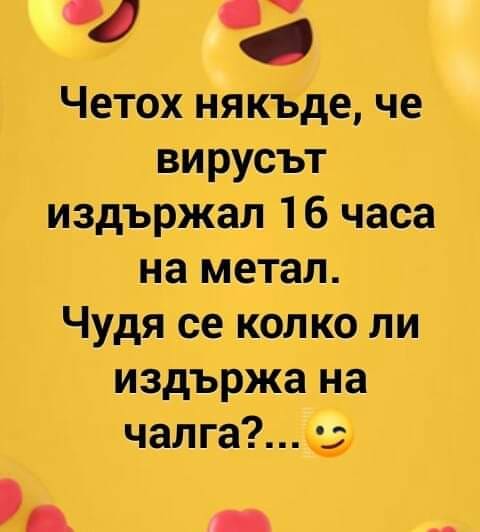 Четох някъде, че
вирусът
издържал 16 часа
на метал.
Чудя се колко ли
издържа на
чалга?...😉